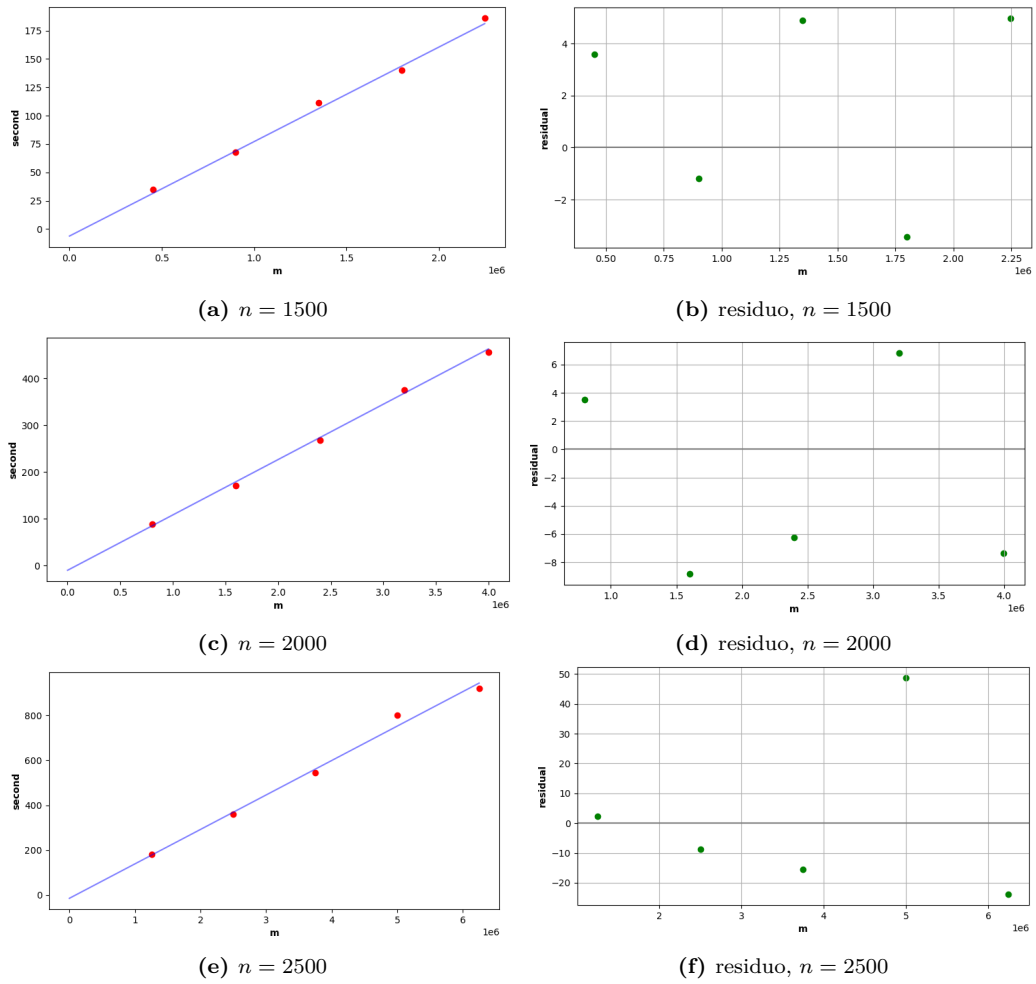 175
150
125
100
75
50
25
0
second
0.0 0.5 1.0 1.5 2.0
m
1e6
(a) n = 1500
4
2
0
−2
residual
0.50 0.75 1.00 1.25 1.50 1.75 2.00 2.25
m
1e6
(b) residuo, n = 1500
400
300
200
100
0
second
0.0 0.5 1.0 1.5 2.0 2.5 3.0 3.5 4.0
m
1e6
(c) n = 2000
6
4
2
0
−2
−4
−6
−8
residual
1.0 1.5 2.0 2.5 3.0 3.5 4.0
m
1e6
(d) residuo, n = 2000
800
600
400
200
0
second
0 1 2 3 4 5 6
m
1e6
(e) n = 2500
50
40
30
20
10
0
−10
−20
residual
2 3 4 5 6
m
1e6
(f) residuo, n = 2500